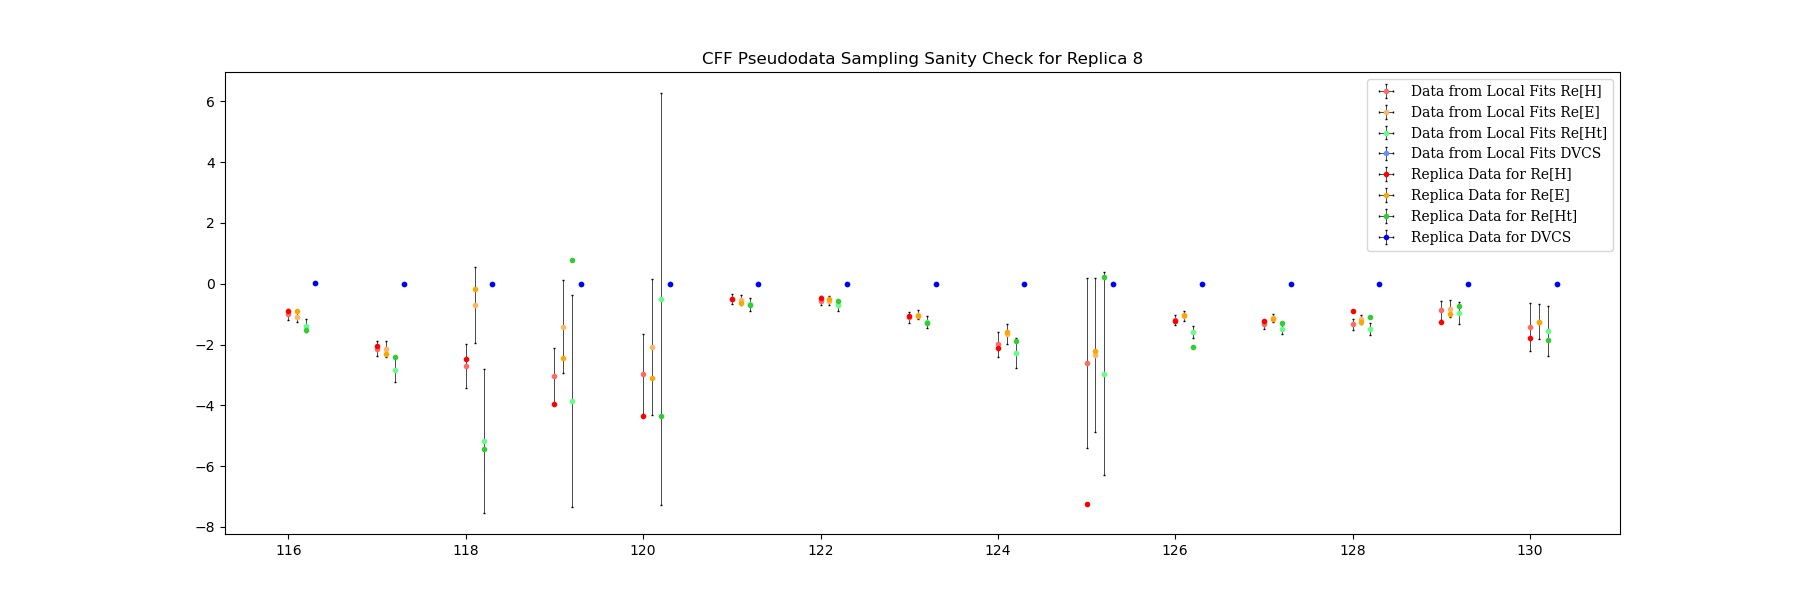 CFF Pseudodata Sampling Sanity Check for Replica 8
Data from Local Fits Re[H]
Data from Local Fits Re[E]
Data from Local Fits Re[Ht]
Data from Local Fits DVCS
Replica Data for Re[H]
Replica Data for Re[E]
Replica Data for Re[Ht]
Replica Data for DVCS
6
4
2
0
−2
−4
−6
−8
116 118 120 122 124 126 128 130